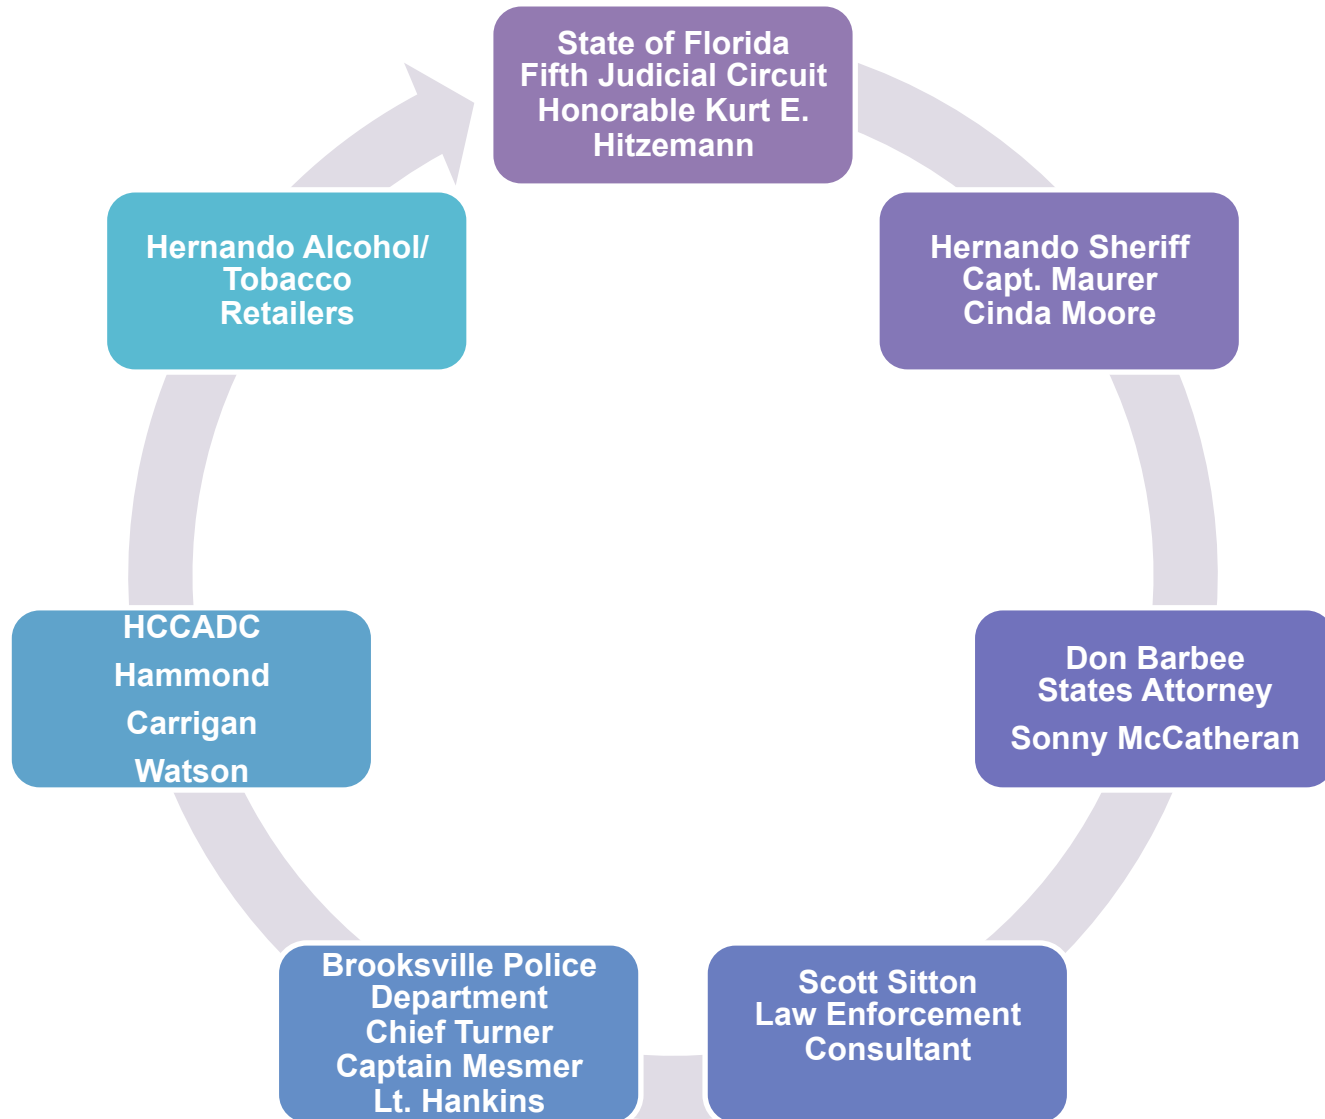 State of Florida
Fifth Judicial Circuit
Honorable Kurt E.
Hitzemann
Hernando Sheriff
Capt. Maurer
Cinda Moore
Don Barbee
States Attorney
Sonny McCatheran
Scott Sitton
Law Enforcement
Consultant
Brooksville Police
Department
Chief Turner
Captain Mesmer
Lt. Hankins
HCCADC
Hammond
Carrigan
Watson
Hernando Alcohol/
Tobacco
Retailers